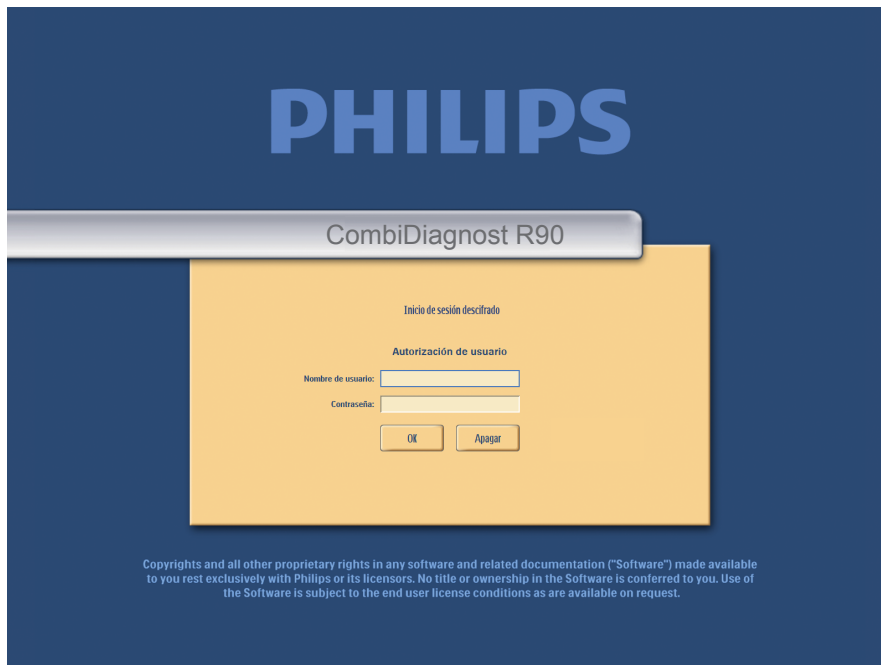 PHILIPS
CombiDiagnost R90
Inicio de sesión descifrado
Autorización de usuario
Nombre de usuario:
Contraseña:
OK Apagar
Copyrights and all other proprietary rights in any software and related documentation ("Software") made available
to you rest exclusively with Philips or its licensors. No title or ownership in the Software is conferred to you. Use of
the Software is subject to the end user license conditions as are available on request.